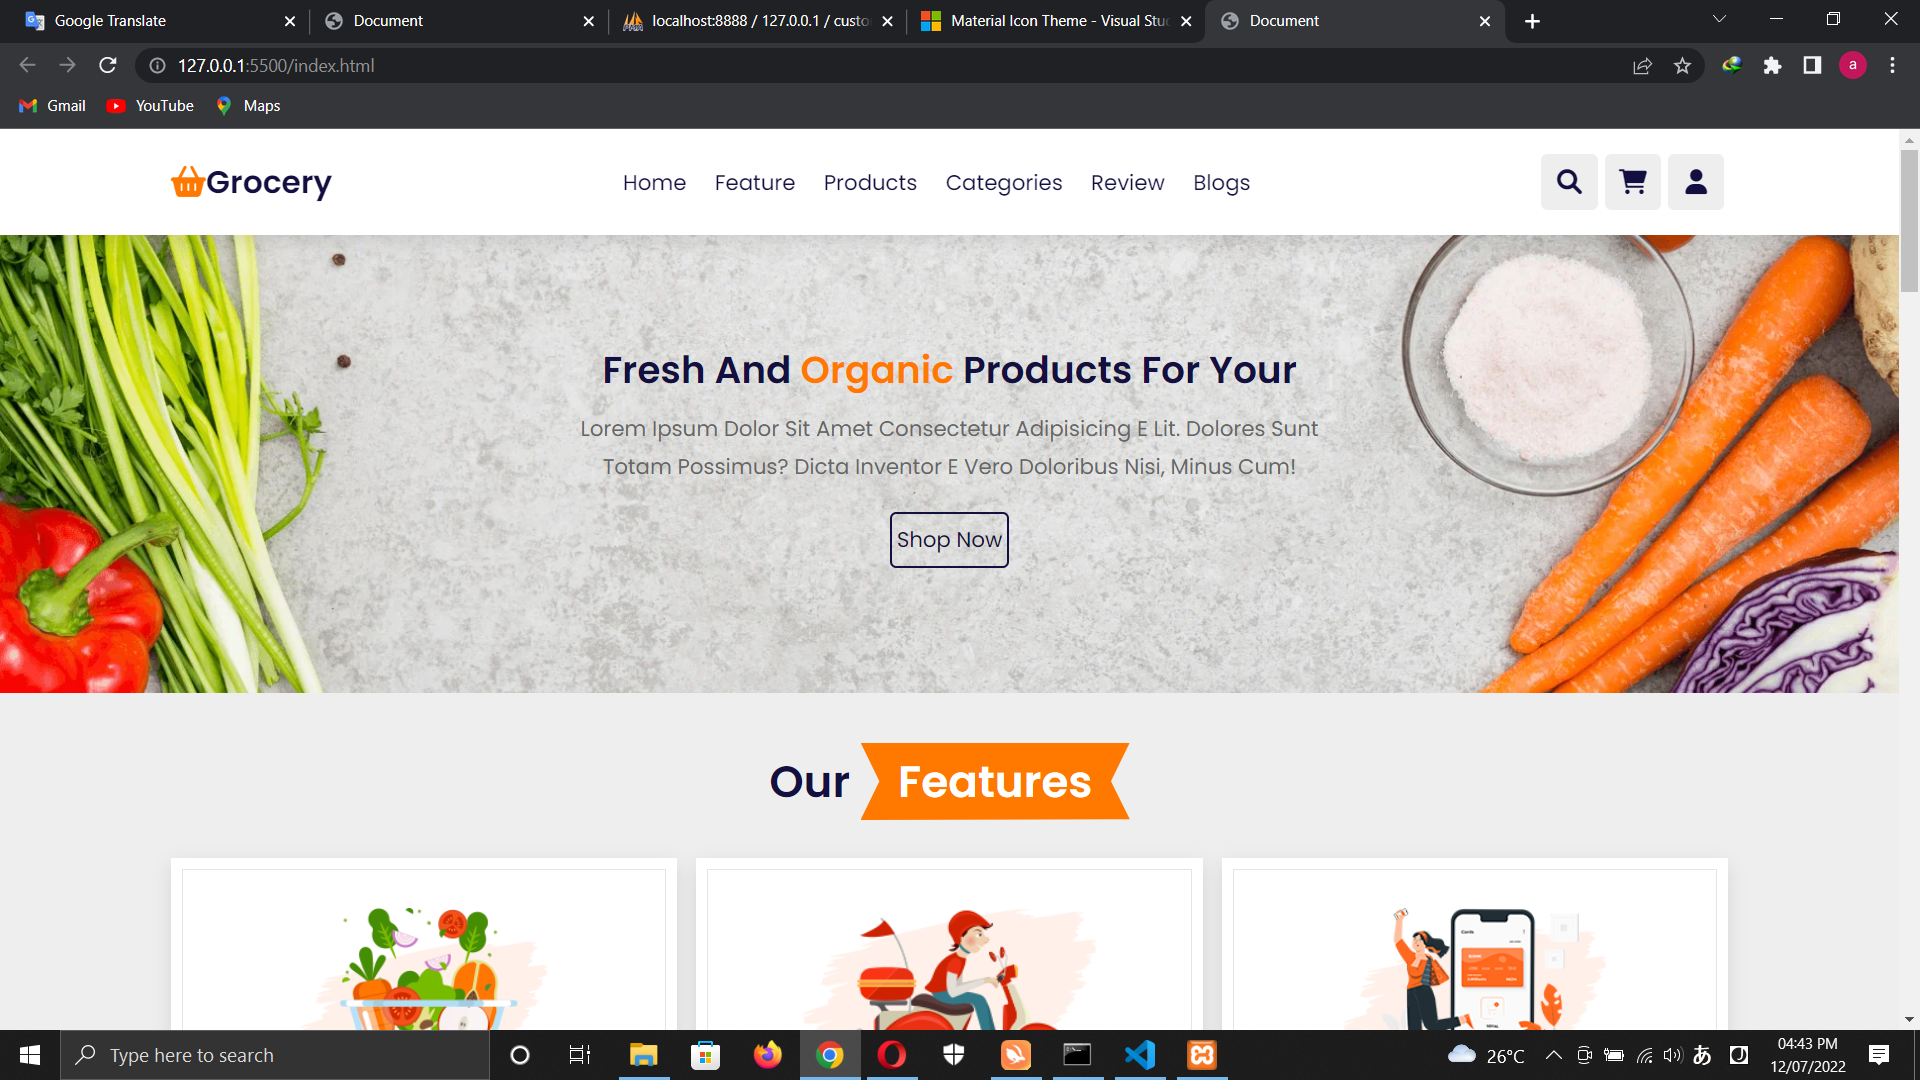 Google Translate
Document
localhost:8888 / 127.0.0.1 / custo
Material Icon Theme - Visual Stud
Document
127.0.0.1:5500/index.html
a
Gmail
YouTube
Maps
Grocery
Home
Feature
Products
Categories
Review
Blogs
Fresh And Organic Products For Your
Lorem Ipsum Dolor Sit Amet Consectetur Adipisicing E Lit. Dolores Sunt
Totam Possimus? Dicta Inventor E Vero Doloribus Nisi, Minus Cum!
Shop Now
Our Features
Type here to search
26°C
あ
04:43 PM
12/07/2022